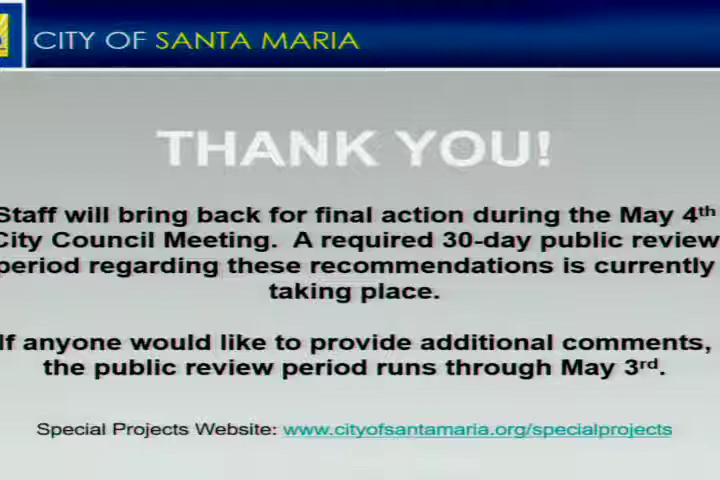 CITY OF SANTA MARIA
THANK YOU!
Staff will bring back for final action during the May 4th
City Council Meeting. A required 30-day public review
period regarding these recommendations is currently
taking place.
If anyone would like to provide additional comments,
the public review period runs through May 3rd.
Special Projects Website: www.cityofsantamaria.org/specialprojects